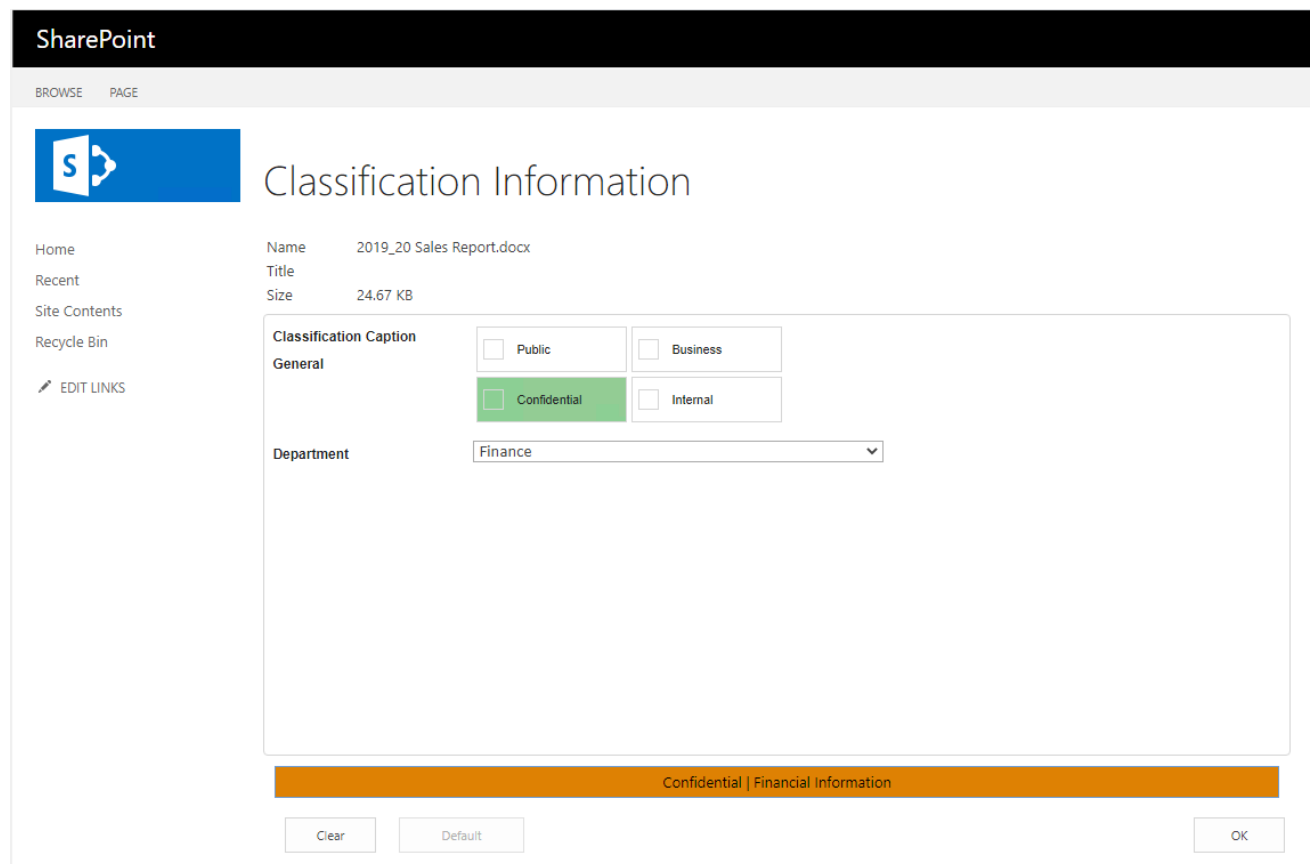 SharePoint
BROWSE PAGE
S
Classification Information
Home
Recent
Site Contents
Recycle Bin
EDIT LINKS
Name 2019_20 Sales Report.docx
Title
Size 24.67 KB
Classification Caption
General
Public Business
Confidential Internal
Department Finance
Confidential | Financial Information
Clear Default OK